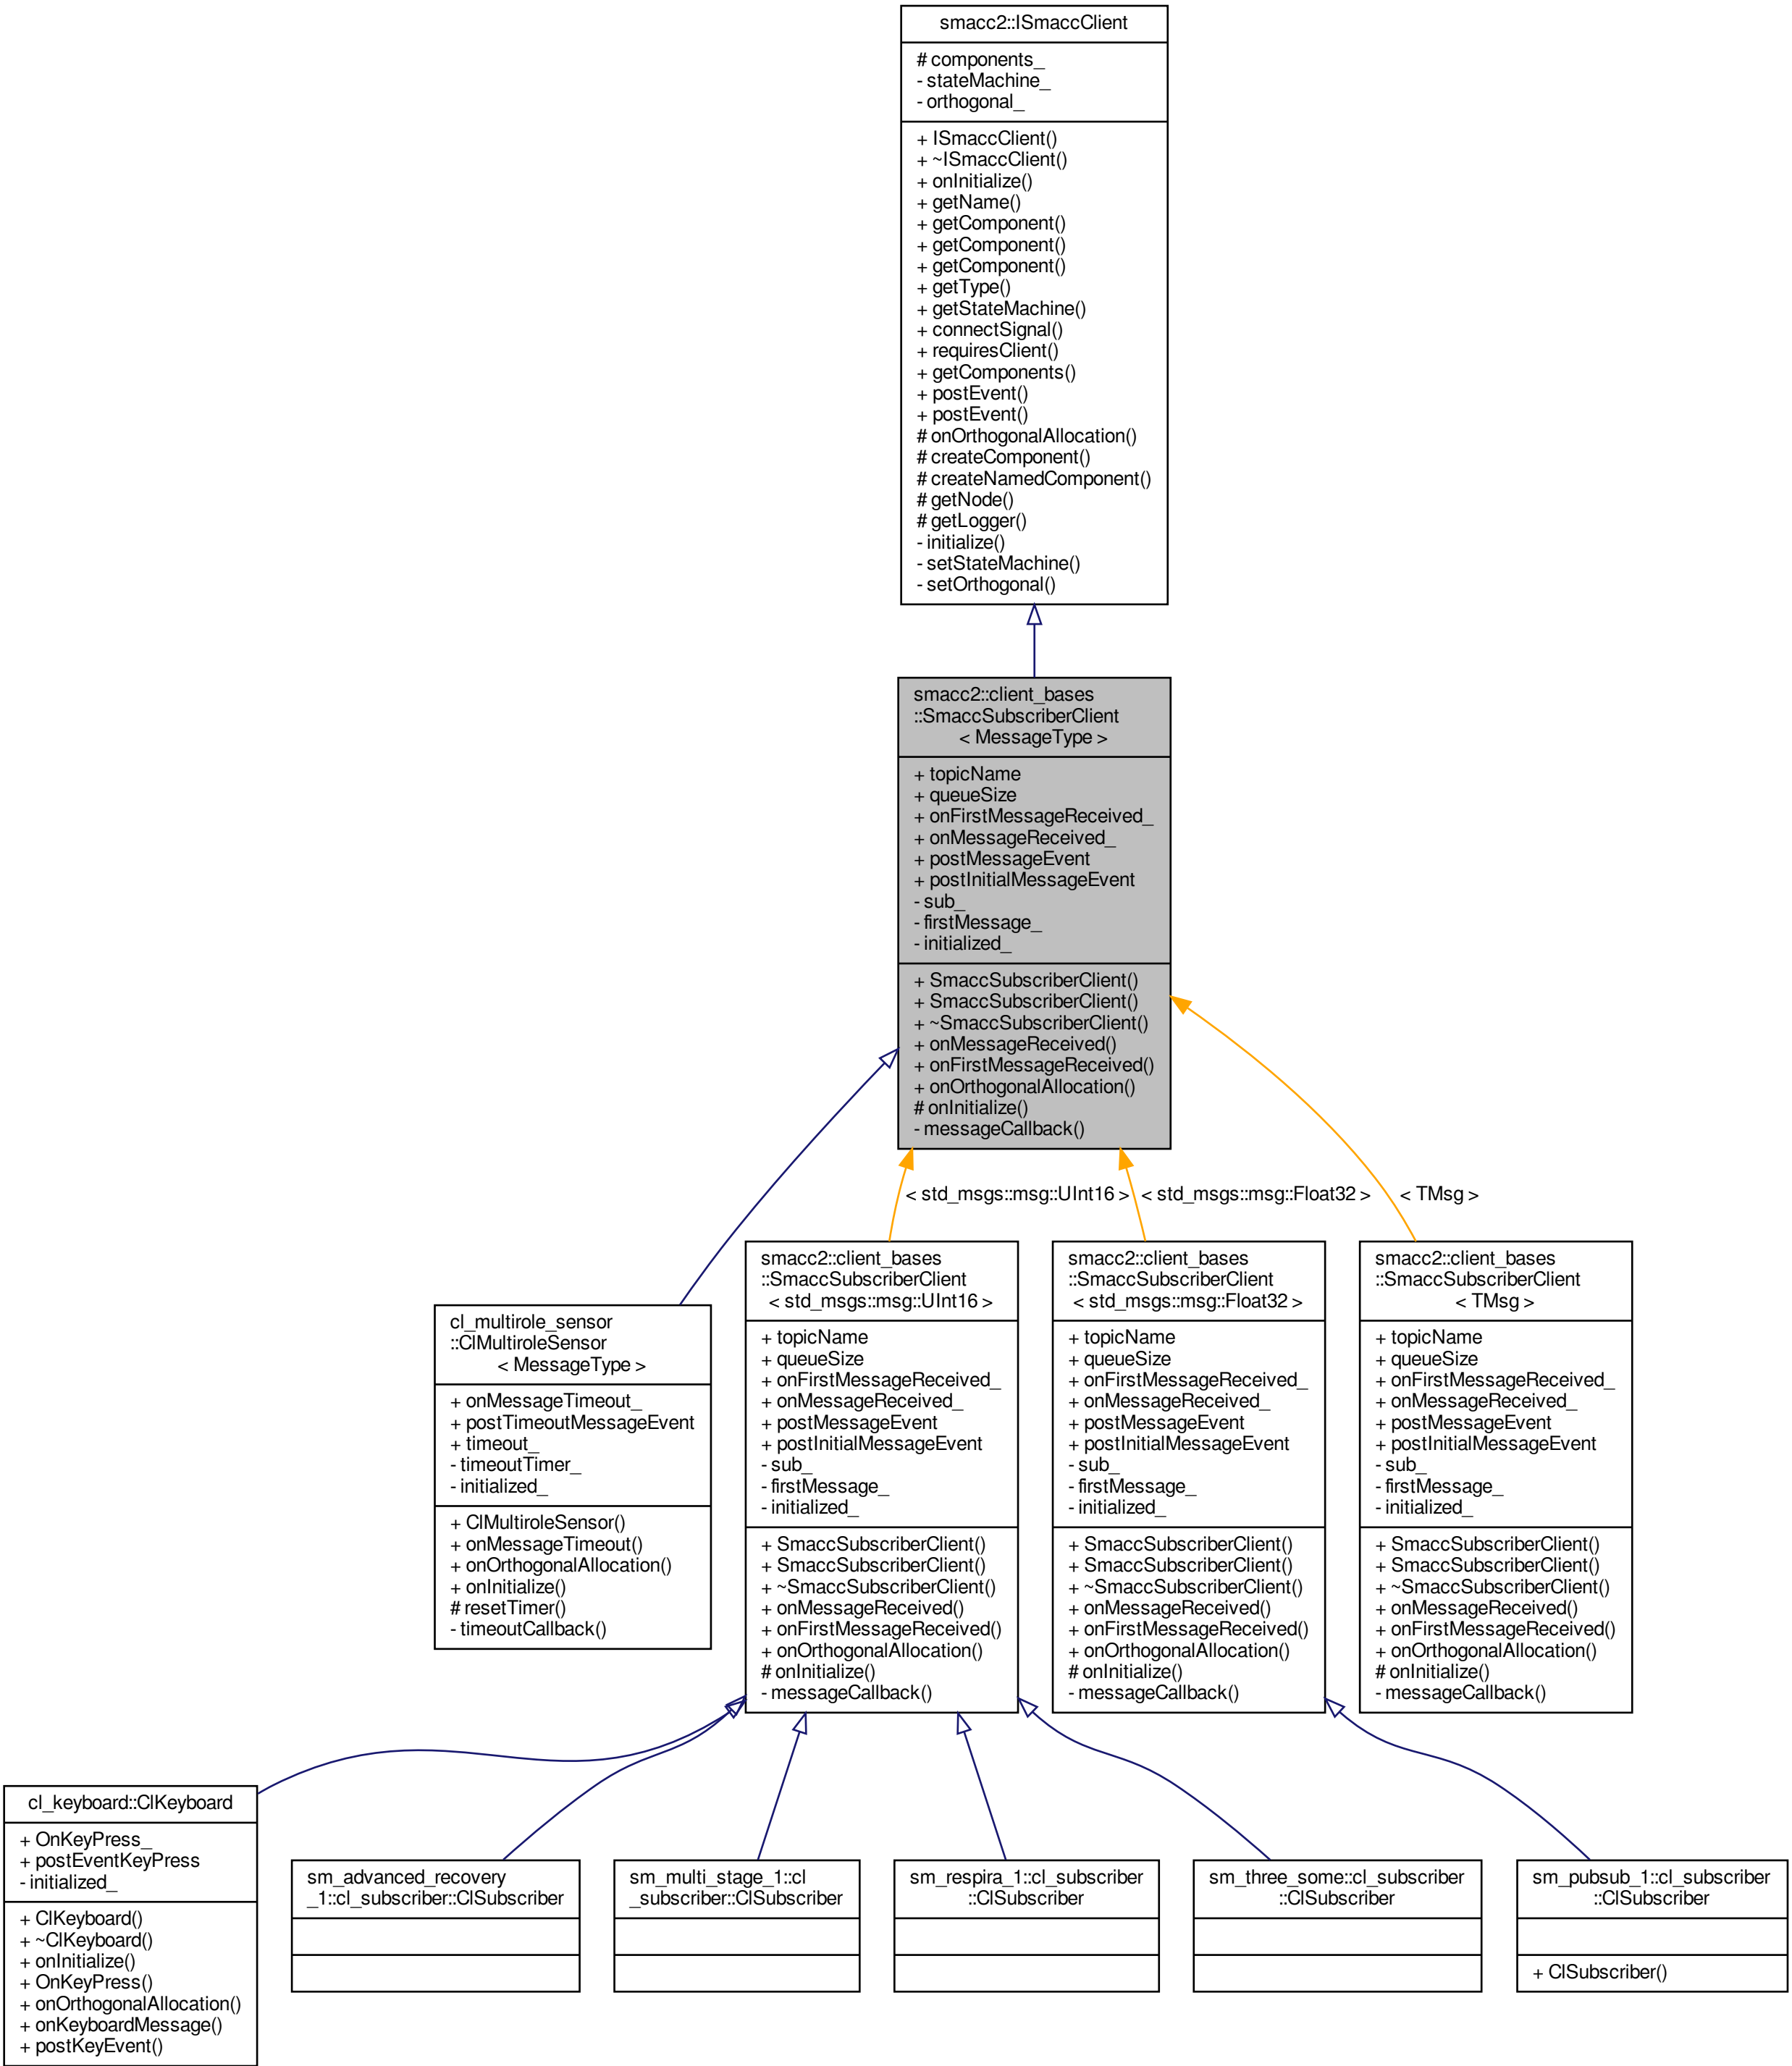 smacc2::ISmaccClient
# components_
- stateMachine_
- orthogonal_
+ ISmaccClient()
+ ~ISmaccClient()
+ onInitialize()
+ getName()
+ getComponent()
+ getComponent()
+ getComponent()
+ getType()
+ getStateMachine()
+ connectSignal()
+ requiresClient()
+ getComponents()
+ postEvent()
+ postEvent()
# onOrthogonalAllocation()
# createComponent()
# createNamedComponent()
# getNode()
# getLogger()
- initialize()
- setStateMachine()
- setOrthogonal()
smacc2::client_bases
::SmaccSubscriberClient
< MessageType >
+ topicName
+ queueSize
+ onFirstMessageReceived_
+ onMessageReceived_
+ postMessageEvent
+ postInitialMessageEvent
- sub_
- firstMessage_
- initialized_
+ SmaccSubscriberClient()
+ SmaccSubscriberClient()
+ ~SmaccSubscriberClient()
+ onMessageReceived()
+ onFirstMessageReceived()
+ onOrthogonalAllocation()
# onInitialize()
- messageCallback()
< std_msgs::msg::UInt16 >
< std_msgs::msg::Float32 >
< TMsg >
cl_multirole_sensor
::ClMultiroleSensor
< MessageType >
+ onMessageTimeout_
+ postTimeoutMessageEvent
+ timeout_
- timeoutTimer_
- initialized_
+ ClMultiroleSensor()
+ onMessageTimeout()
+ onOrthogonalAllocation()
+ onInitialize()
# resetTimer()
- timeoutCallback()
smacc2::client_bases
::SmaccSubscriberClient
< std_msgs::msg::UInt16 >
+ topicName
+ queueSize
+ onFirstMessageReceived_
+ onMessageReceived_
+ postMessageEvent
+ postInitialMessageEvent
- sub_
- firstMessage_
- initialized_
+ SmaccSubscriberClient()
+ SmaccSubscriberClient()
+ ~SmaccSubscriberClient()
+ onMessageReceived()
+ onFirstMessageReceived()
+ onOrthogonalAllocation()
# onInitialize()
- messageCallback()
smacc2::client_bases
::SmaccSubscriberClient
< std_msgs::msg::Float32 >
+ topicName
+ queueSize
+ onFirstMessageReceived_
+ onMessageReceived_
+ postMessageEvent
+ postInitialMessageEvent
- sub_
- firstMessage_
- initialized_
+ SmaccSubscriberClient()
+ SmaccSubscriberClient()
+ ~SmaccSubscriberClient()
+ onMessageReceived()
+ onFirstMessageReceived()
+ onOrthogonalAllocation()
# onInitialize()
- messageCallback()
smacc2::client_bases
::SmaccSubscriberClient
< TMsg >
+ topicName
+ queueSize
+ onFirstMessageReceived_
+ onMessageReceived_
+ postMessageEvent
+ postInitialMessageEvent
- sub_
- firstMessage_
- initialized_
+ SmaccSubscriberClient()
+ SmaccSubscriberClient()
+ ~SmaccSubscriberClient()
+ onMessageReceived()
+ onFirstMessageReceived()
+ onOrthogonalAllocation()
# onInitialize()
- messageCallback()
cl_keyboard::ClKeyboard
+ OnKeyPress_
+ postEventKeyPress
- initialized_
+ ClKeyboard()
+ ~ClKeyboard()
+ onInitialize()
+ OnKeyPress()
+ onOrthogonalAllocation()
+ onKeyboardMessage()
+ postKeyEvent()
sm_advanced_recovery
_1::cl_subscriber::ClSubscriber
sm_multi_stage_1::cl
_subscriber::ClSubscriber
sm_respira_1::cl_subscriber
::ClSubscriber
sm_three_some::cl_subscriber
::ClSubscriber
sm_pubsub_1::cl_subscriber
::ClSubscriber
+ ClSubscriber()